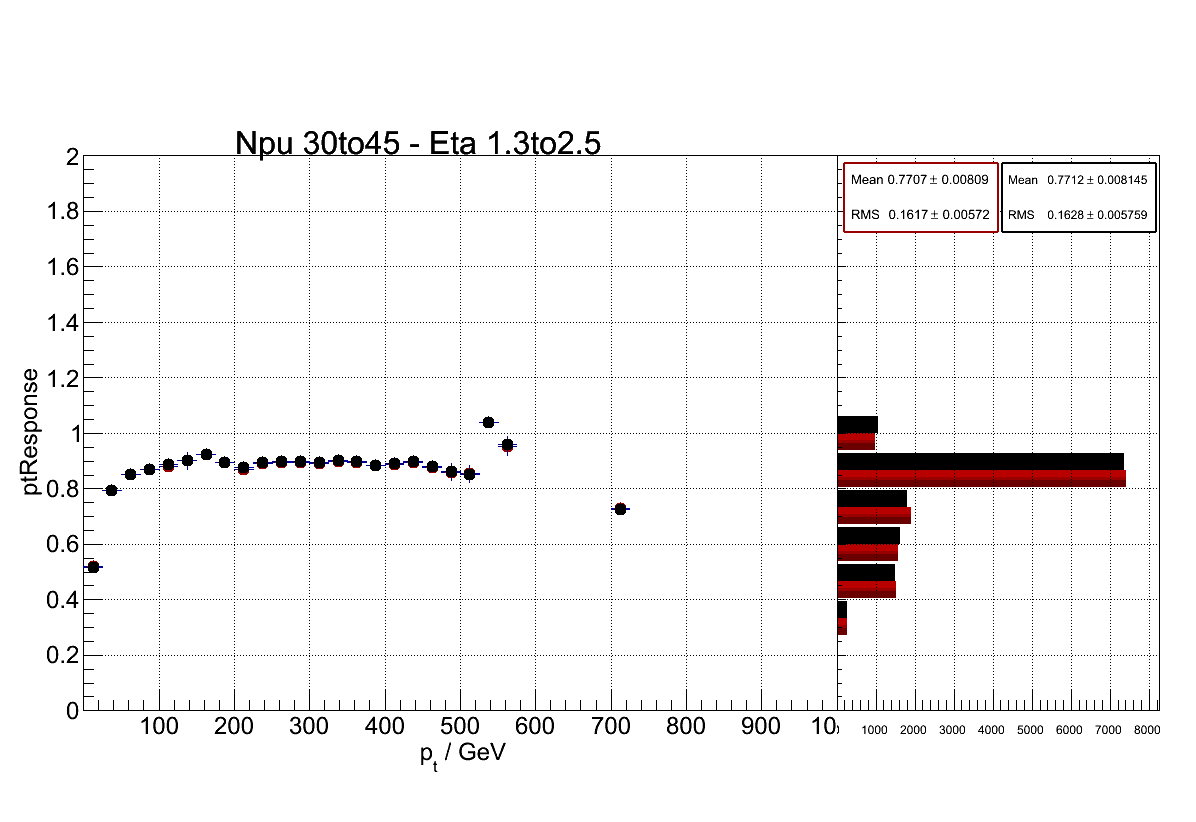 Npu 30to45 - Eta 1.3to2.5
2
1.8
1.6
1.4
1.2
1
0.8
0.6
0.4
0.2
0
ptResponse
100 200 300 400 500 600 700 800 900 10
p_t / GeV
Mean 0.7707 ± 0.00809
RMS 0.1617 ± 0.00572
Mean 0.7712 ± 0.008145
RMS 0.1628 ± 0.005759
1000 2000 3000 4000 5000 6000 7000 8000